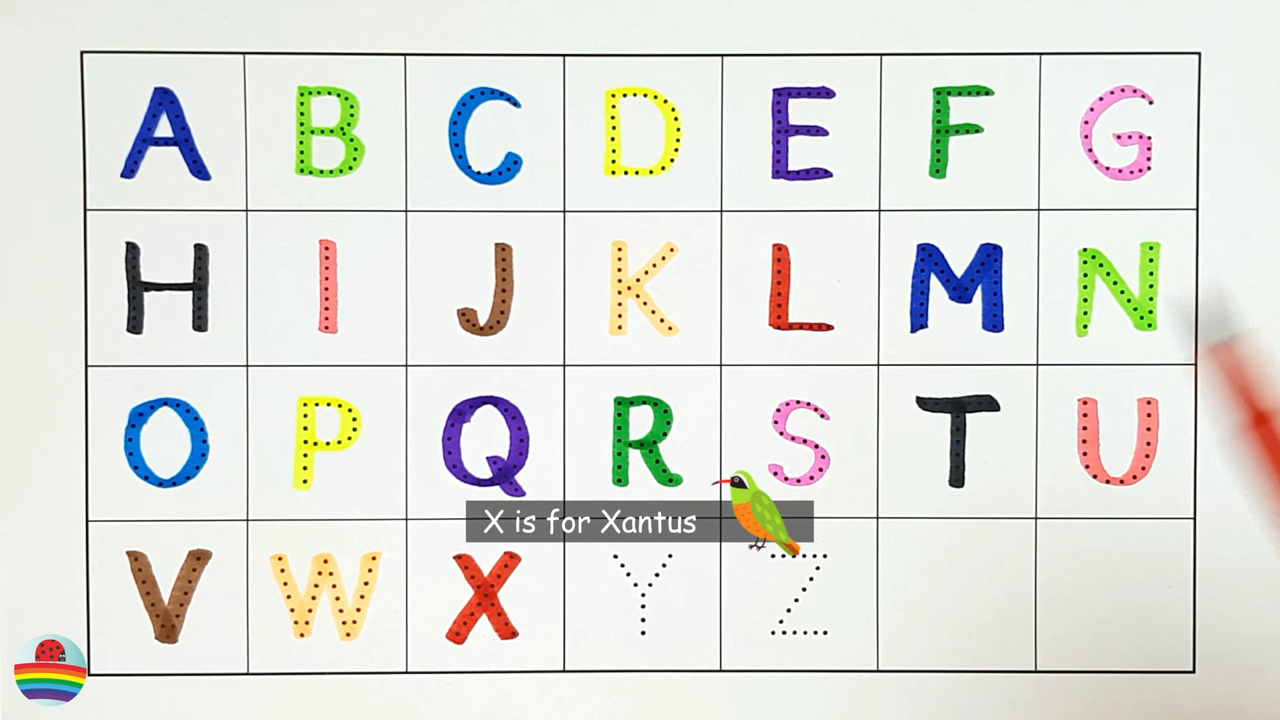 A B C D E F G
H I J K L M N
O P Q R S T U
X is for Xantus
V W X Y Z